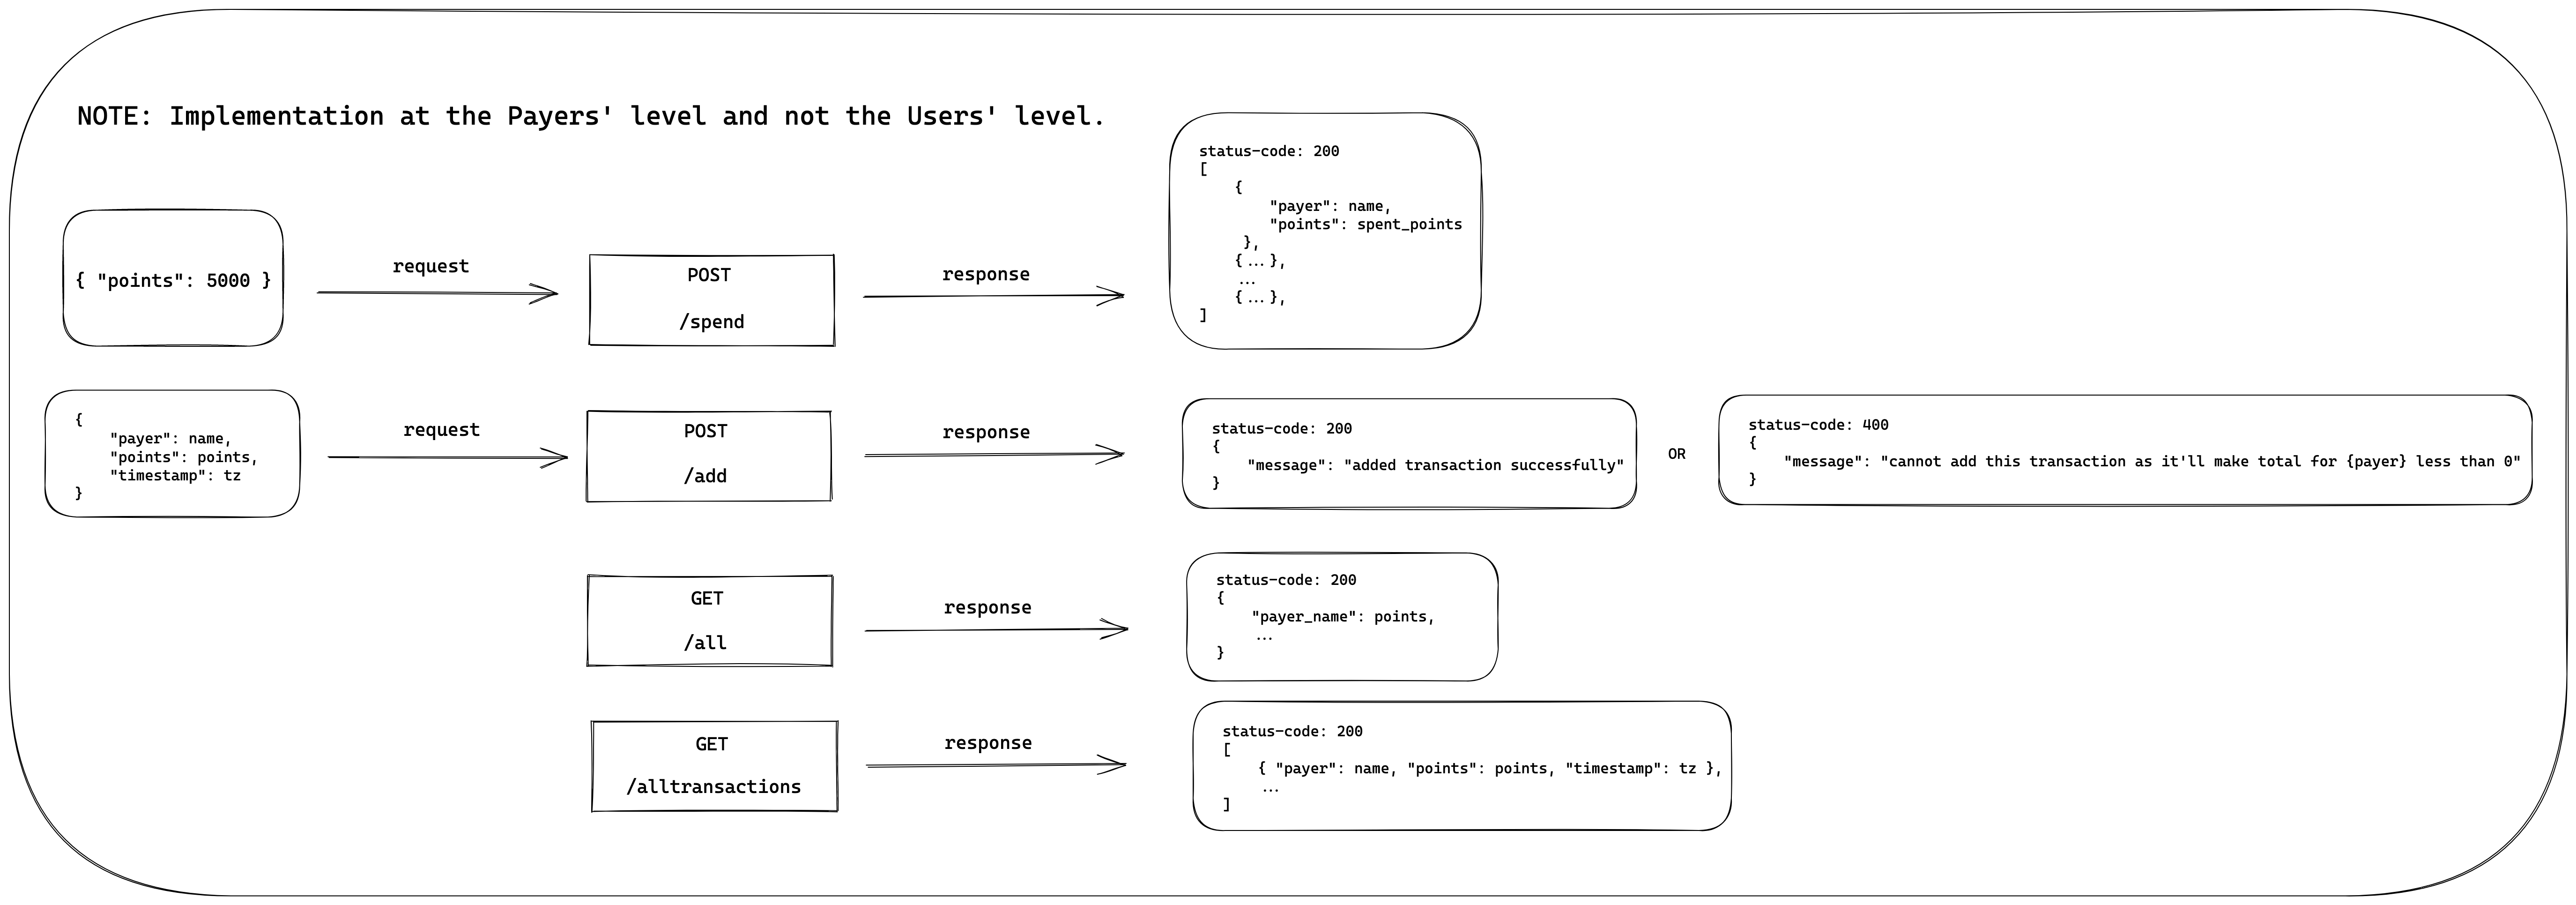 NOTE: Implementation at the Payers' level and not the Users' level.
{ "points": 5000 }
request
POST
/spend
response
status-code: 200
[
{
"payer": name,
"points": spent_points
},
{ ... },
...
{ ... },
]
{
"payer": name,
"points": points,
"timestamp": tz
}
request
POST
/add
response
status-code: 200
{
"message": "added transaction successfully"
}
OR
status-code: 400
{
"message": "cannot add this transaction as it'll make total for {payer} less than 0"
}
GET
/all
response
status-code: 200
{
"payer_name": points,
...
}
GET
/alltransactions
response
status-code: 200
[
{ "payer": name, "points": points, "timestamp": tz },
...
]